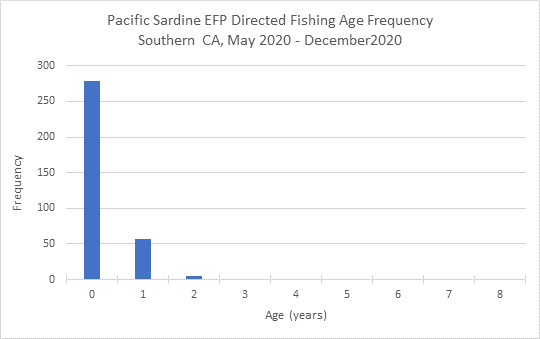 Pacific Sardine EFP Directed Fishing Age Frequency
Southern  CA, May 2020 - December2020
300
250
200
150
100
50
0
Frequency
0 1 2 3 4 5 6 7 8
Age (years)